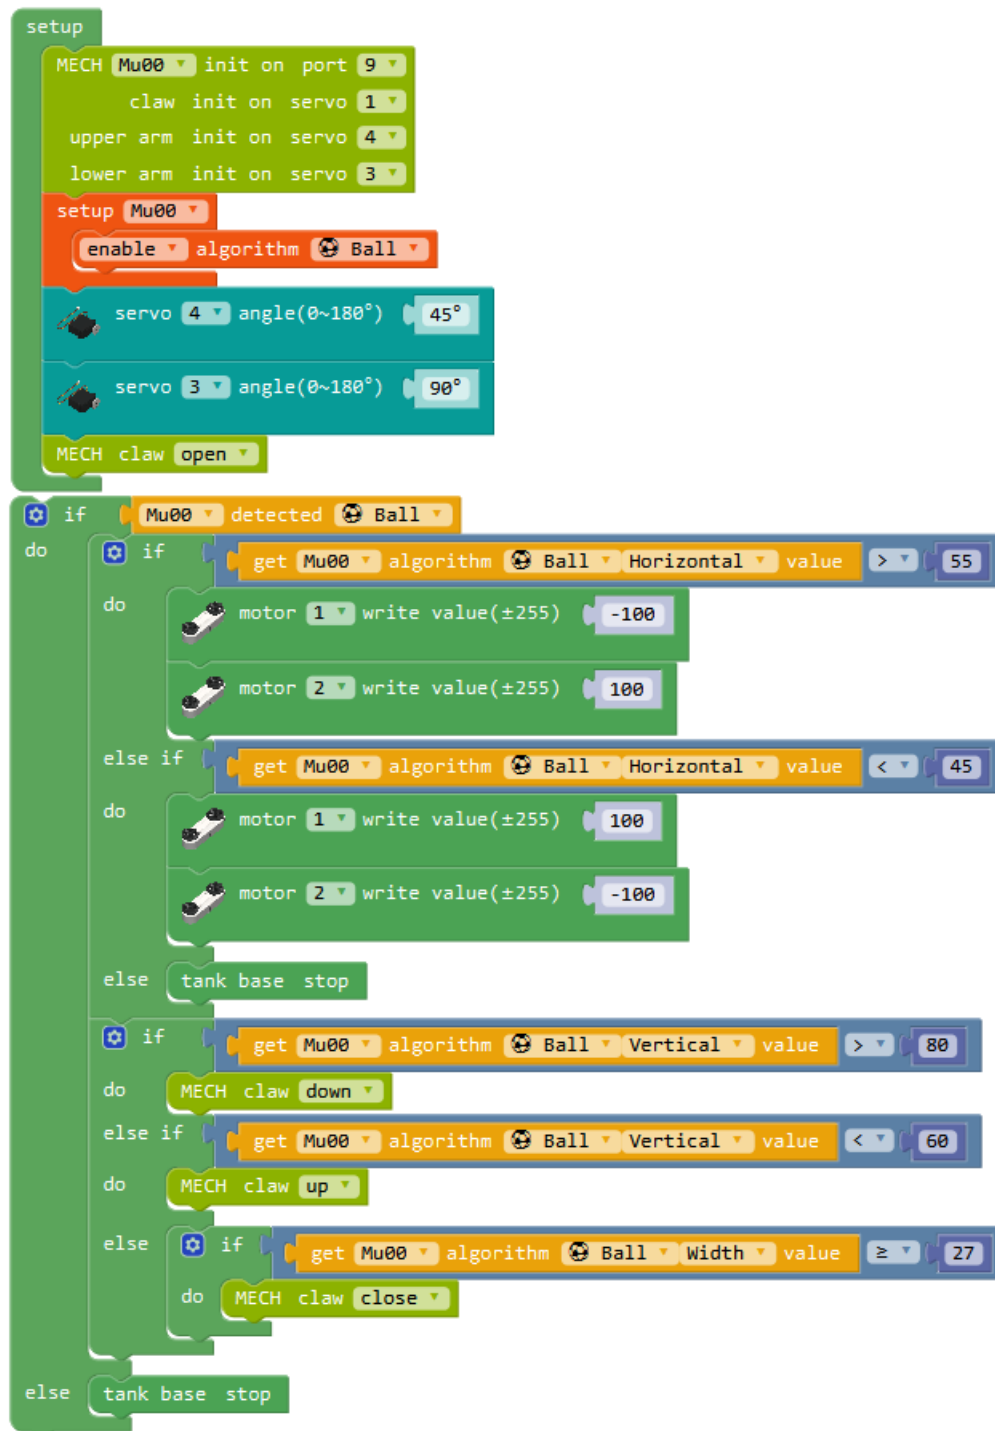 setup
MECH Mu00 init on port 9
claw init on servo 1
upper arm init on servo 4
lower arm init on servo 3
setup Mu00
enable algorithm Ball
servo 4 angle(0~180°) 45°
servo 3 angle(0~180°) 90°
MECH claw open
if Mu00 detected Ball
do if get Mu00 algorithm Ball Horizontal value > 55
do motor 1 write value(±255) -100
motor 2 write value(±255) 100
else if get Mu00 algorithm Ball Horizontal value < 45
do motor 1 write value(±255) 100
motor 2 write value(±255) -100
else tank base stop
if get Mu00 algorithm Ball Vertical value > 80
do MECH claw down
else if get Mu00 algorithm Ball Vertical value < 60
do MECH claw up
else if get Mu00 algorithm Ball Width value ≥ 27
do MECH claw close
else tank base stop